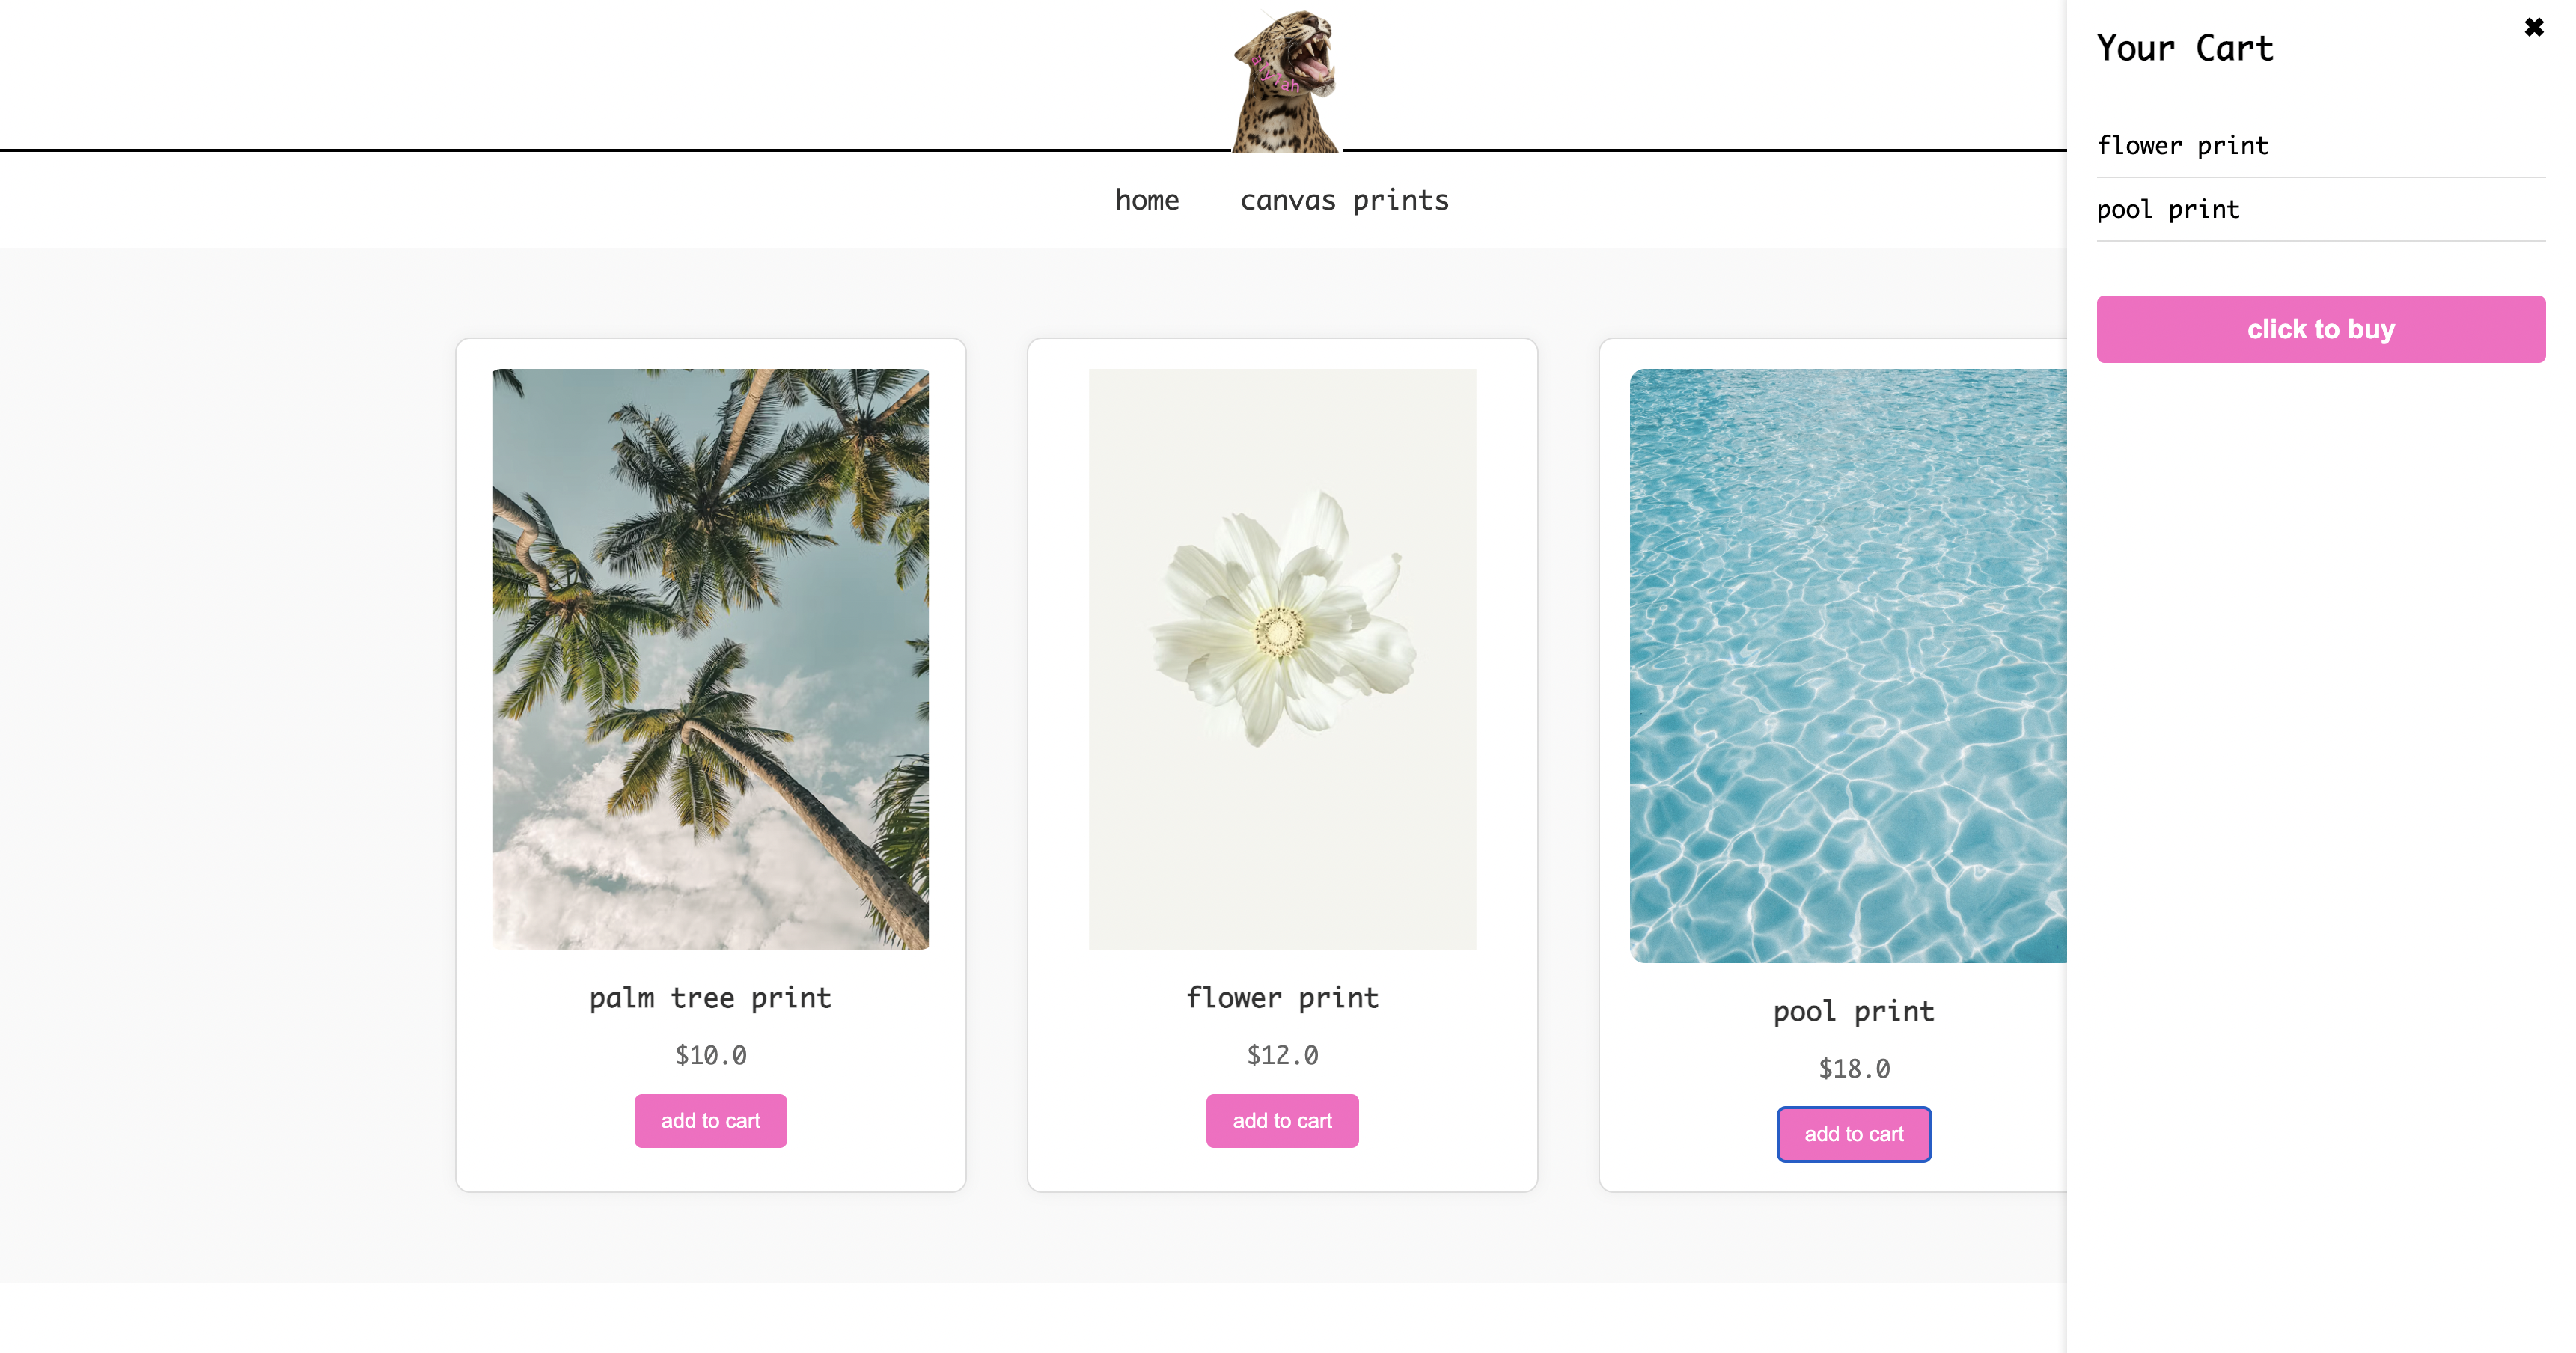 Your Cart
✖
flower print
pool print
click to buy
home canvas prints
palm tree print
$10.0
add to cart
flower print
$12.0
add to cart
pool print
$18.0
add to cart